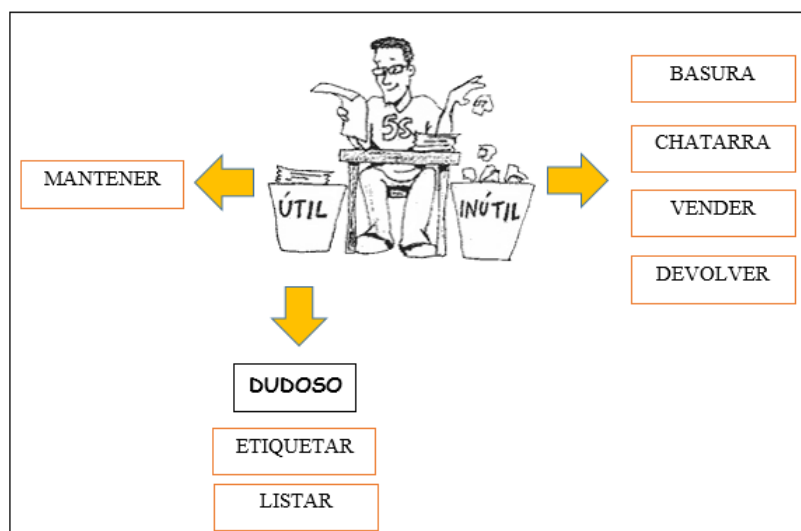 BASURA
5S
CHATARRA
MANTENER
ÚTIL
INÚTIL
VENDER
DEVOLVER
DUDOSO
ETIQUETAR
LISTAR